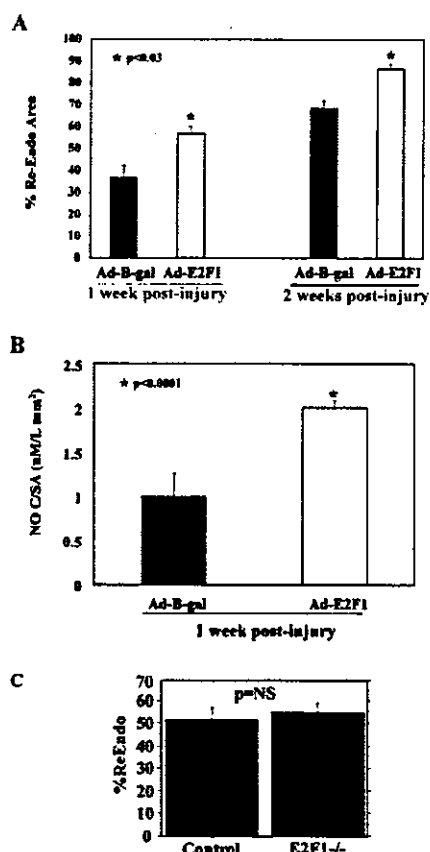 A
% Re-Endo Area
100
90
80
70
60
50
40
30
20
10
0
* p<0.03
*
*
Ad-B-gal Ad-E2F1 Ad-B-gal Ad-E2F1
1 week post-injury 2 weeks post-injury
B
NO C/SA (nM/L mm²)
2.5
2
1.5
1
0.5
0
* p<0.0001
*
Ad-B-gal Ad-E2F1
1 week post-injury
C
%ReEndo
70
60
50
40
30
20
10
0
p=NS
Control E2F1-/-